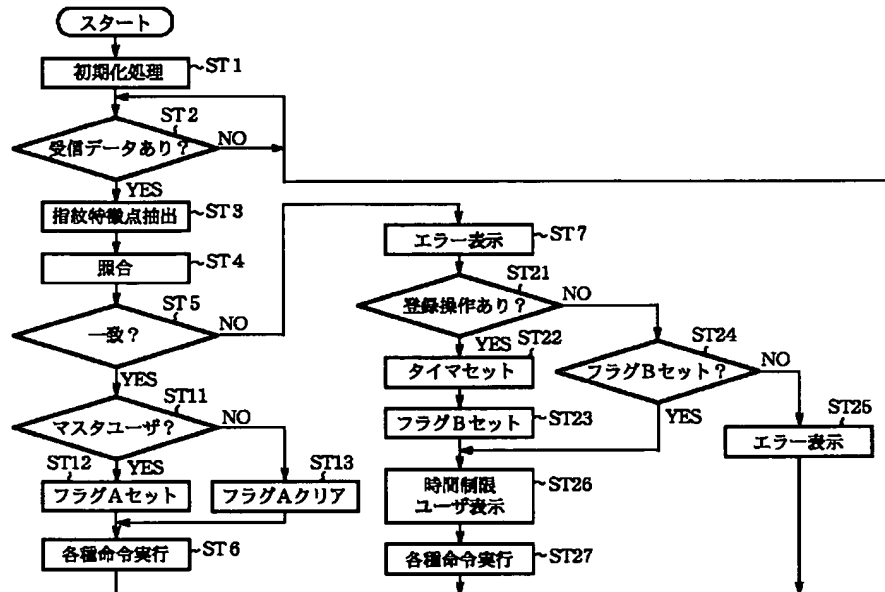 スタート
初期化処理
ST1
ST2
受信データあり?
NO
YES
指紋特徴点抽出
ST3
照合
ST4
ST5
一致?
NO
YES
ST11
マスタユーザ?
NO
YES
ST12
フラグAセット
ST13
フラグAクリア
各種命令実行
ST6
エラー表示
ST7
ST21
登録操作あり?
NO
YES
ST22
タイマセット
フラグBセット
ST23
ST24
フラグBセット?
NO
YES
ST25
エラー表示
時間制限
ユーザ表示
ST26
各種命令実行
ST27